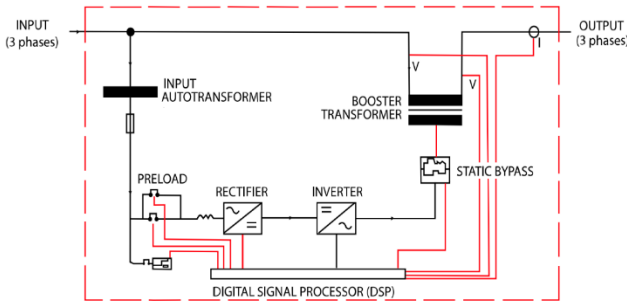 INPUT
(3 phases)
OUTPUT
(3 phases)
I
V
V
INPUT
AUTOTRANSFORMER
BOOSTER
TRANSFORMER
PRELOAD
RECTIFIER
INVERTER
STATIC BYPASS
DIGITAL SIGNAL PROCESSOR (DSP)